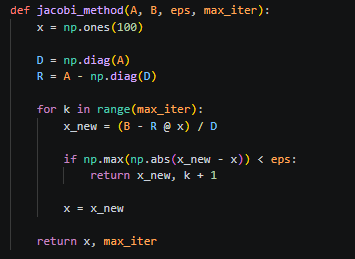 def jacobi_method(A, B, eps, max_iter):
    x = np.ones(100)
    D = np.diag(A)
    R = A - np.diag(D)
    for k in range(max_iter):
        x_new = (B - R @ x) / D
        if np.max(np.abs(x_new - x)) < eps:
            return x_new, k + 1
        x = x_new
    return x, max_iter